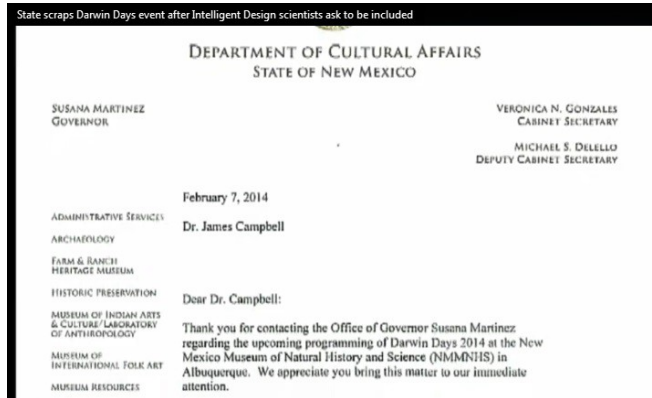 State scraps Darwin Days event after Intelligent Design scientists ask to be included
DEPARTMENT OF CULTURAL AFFAIRS
STATE OF NEW MEXICO
SUSANA MARTINEZ
GOVERNOR
VERONICA N. GONZALES
CABINET SECRETARY
MICHAEL S. DELELLO
DEPUTY CABINET SECRETARY
February 7, 2014
Dr. James Campbell
ADMINISTRATIVE SERVICES
ARCHAEOLOGY
FARM & RANCH
HERITAGE MUSEUM
HISTORIC PRESERVATION
MUSEUM OF INDIAN ARTS
& CULTURE/LABORATORY
OF ANTHROPOLOGY
MUSEUM OF
INTERNATIONAL FOLK ART
MUSEUM RESOURCES
Dear Dr. Campbell:
Thank you for contacting the Office of Governor Susana Martinez
regarding the upcoming programming of Darwin Days 2014 at the New
Mexico Museum of Natural History and Science (NMMNHS) in
Albuquerque. We appreciate you bring this matter to our immediate
attention.